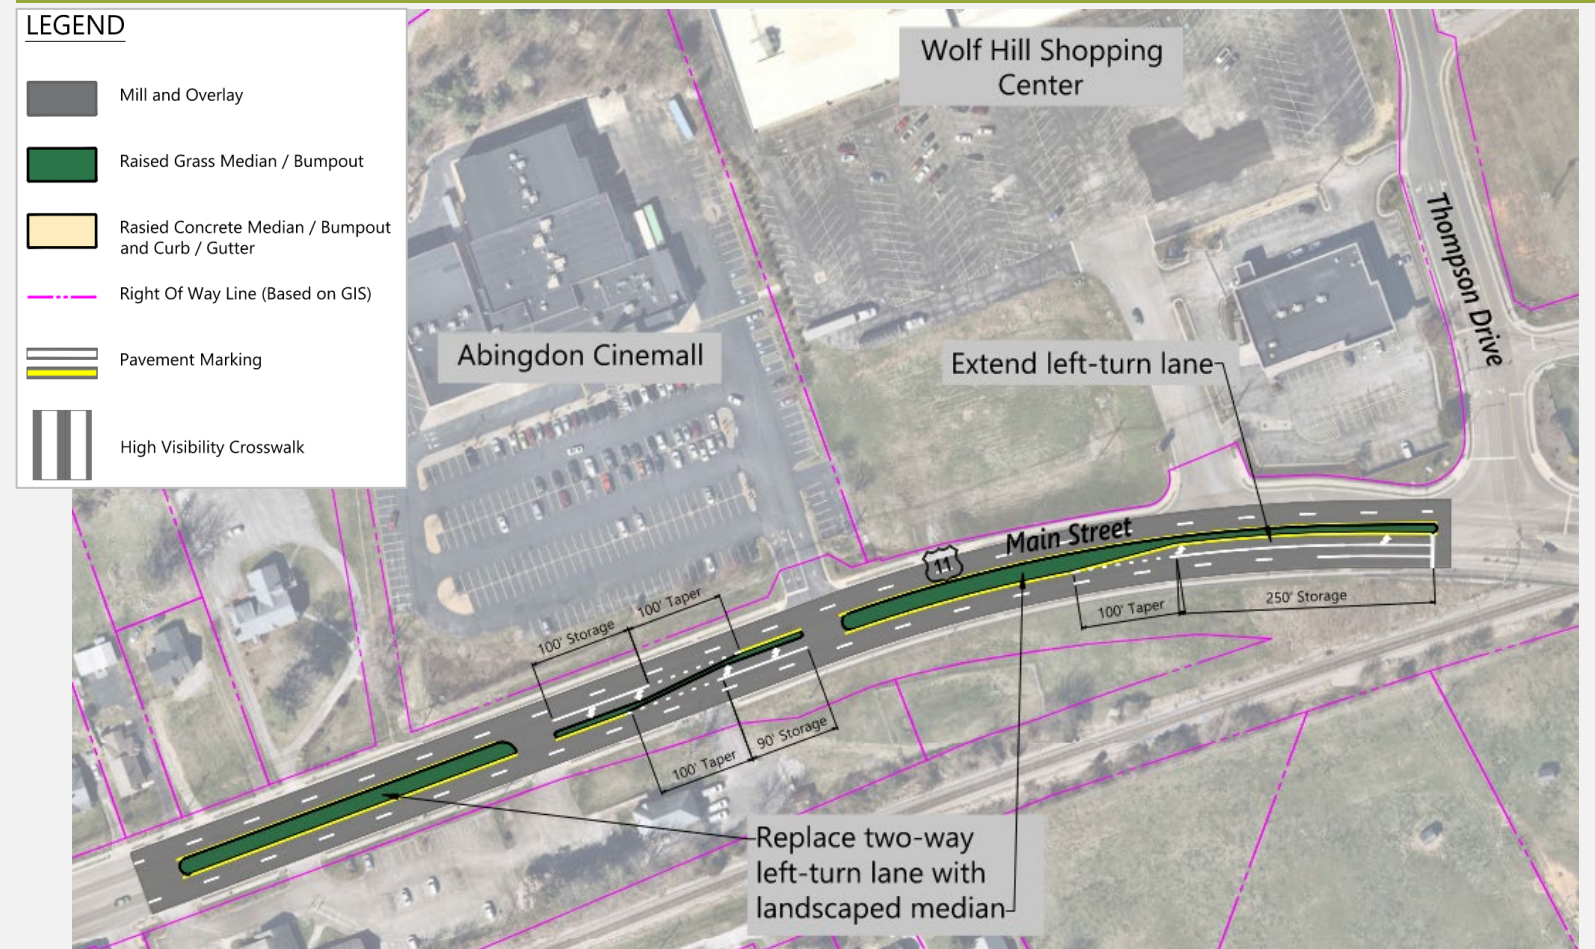 LEGEND
Mill and Overlay
Raised Grass Median / Bumpout
Rasied Concrete Median / Bumpout
and Curb / Gutter
Right Of Way Line (Based on GIS)
Pavement Marking
High Visibility Crosswalk
Wolf Hill Shopping
Center
Thompson Drive
Abingdon Cinemall
Extend left-turn lane
Main Street
11
100' Storage
100' Taper
100' Taper
250' Storage
100' Taper
90' Storage
Replace two-way
left-turn lane with
landscaped median